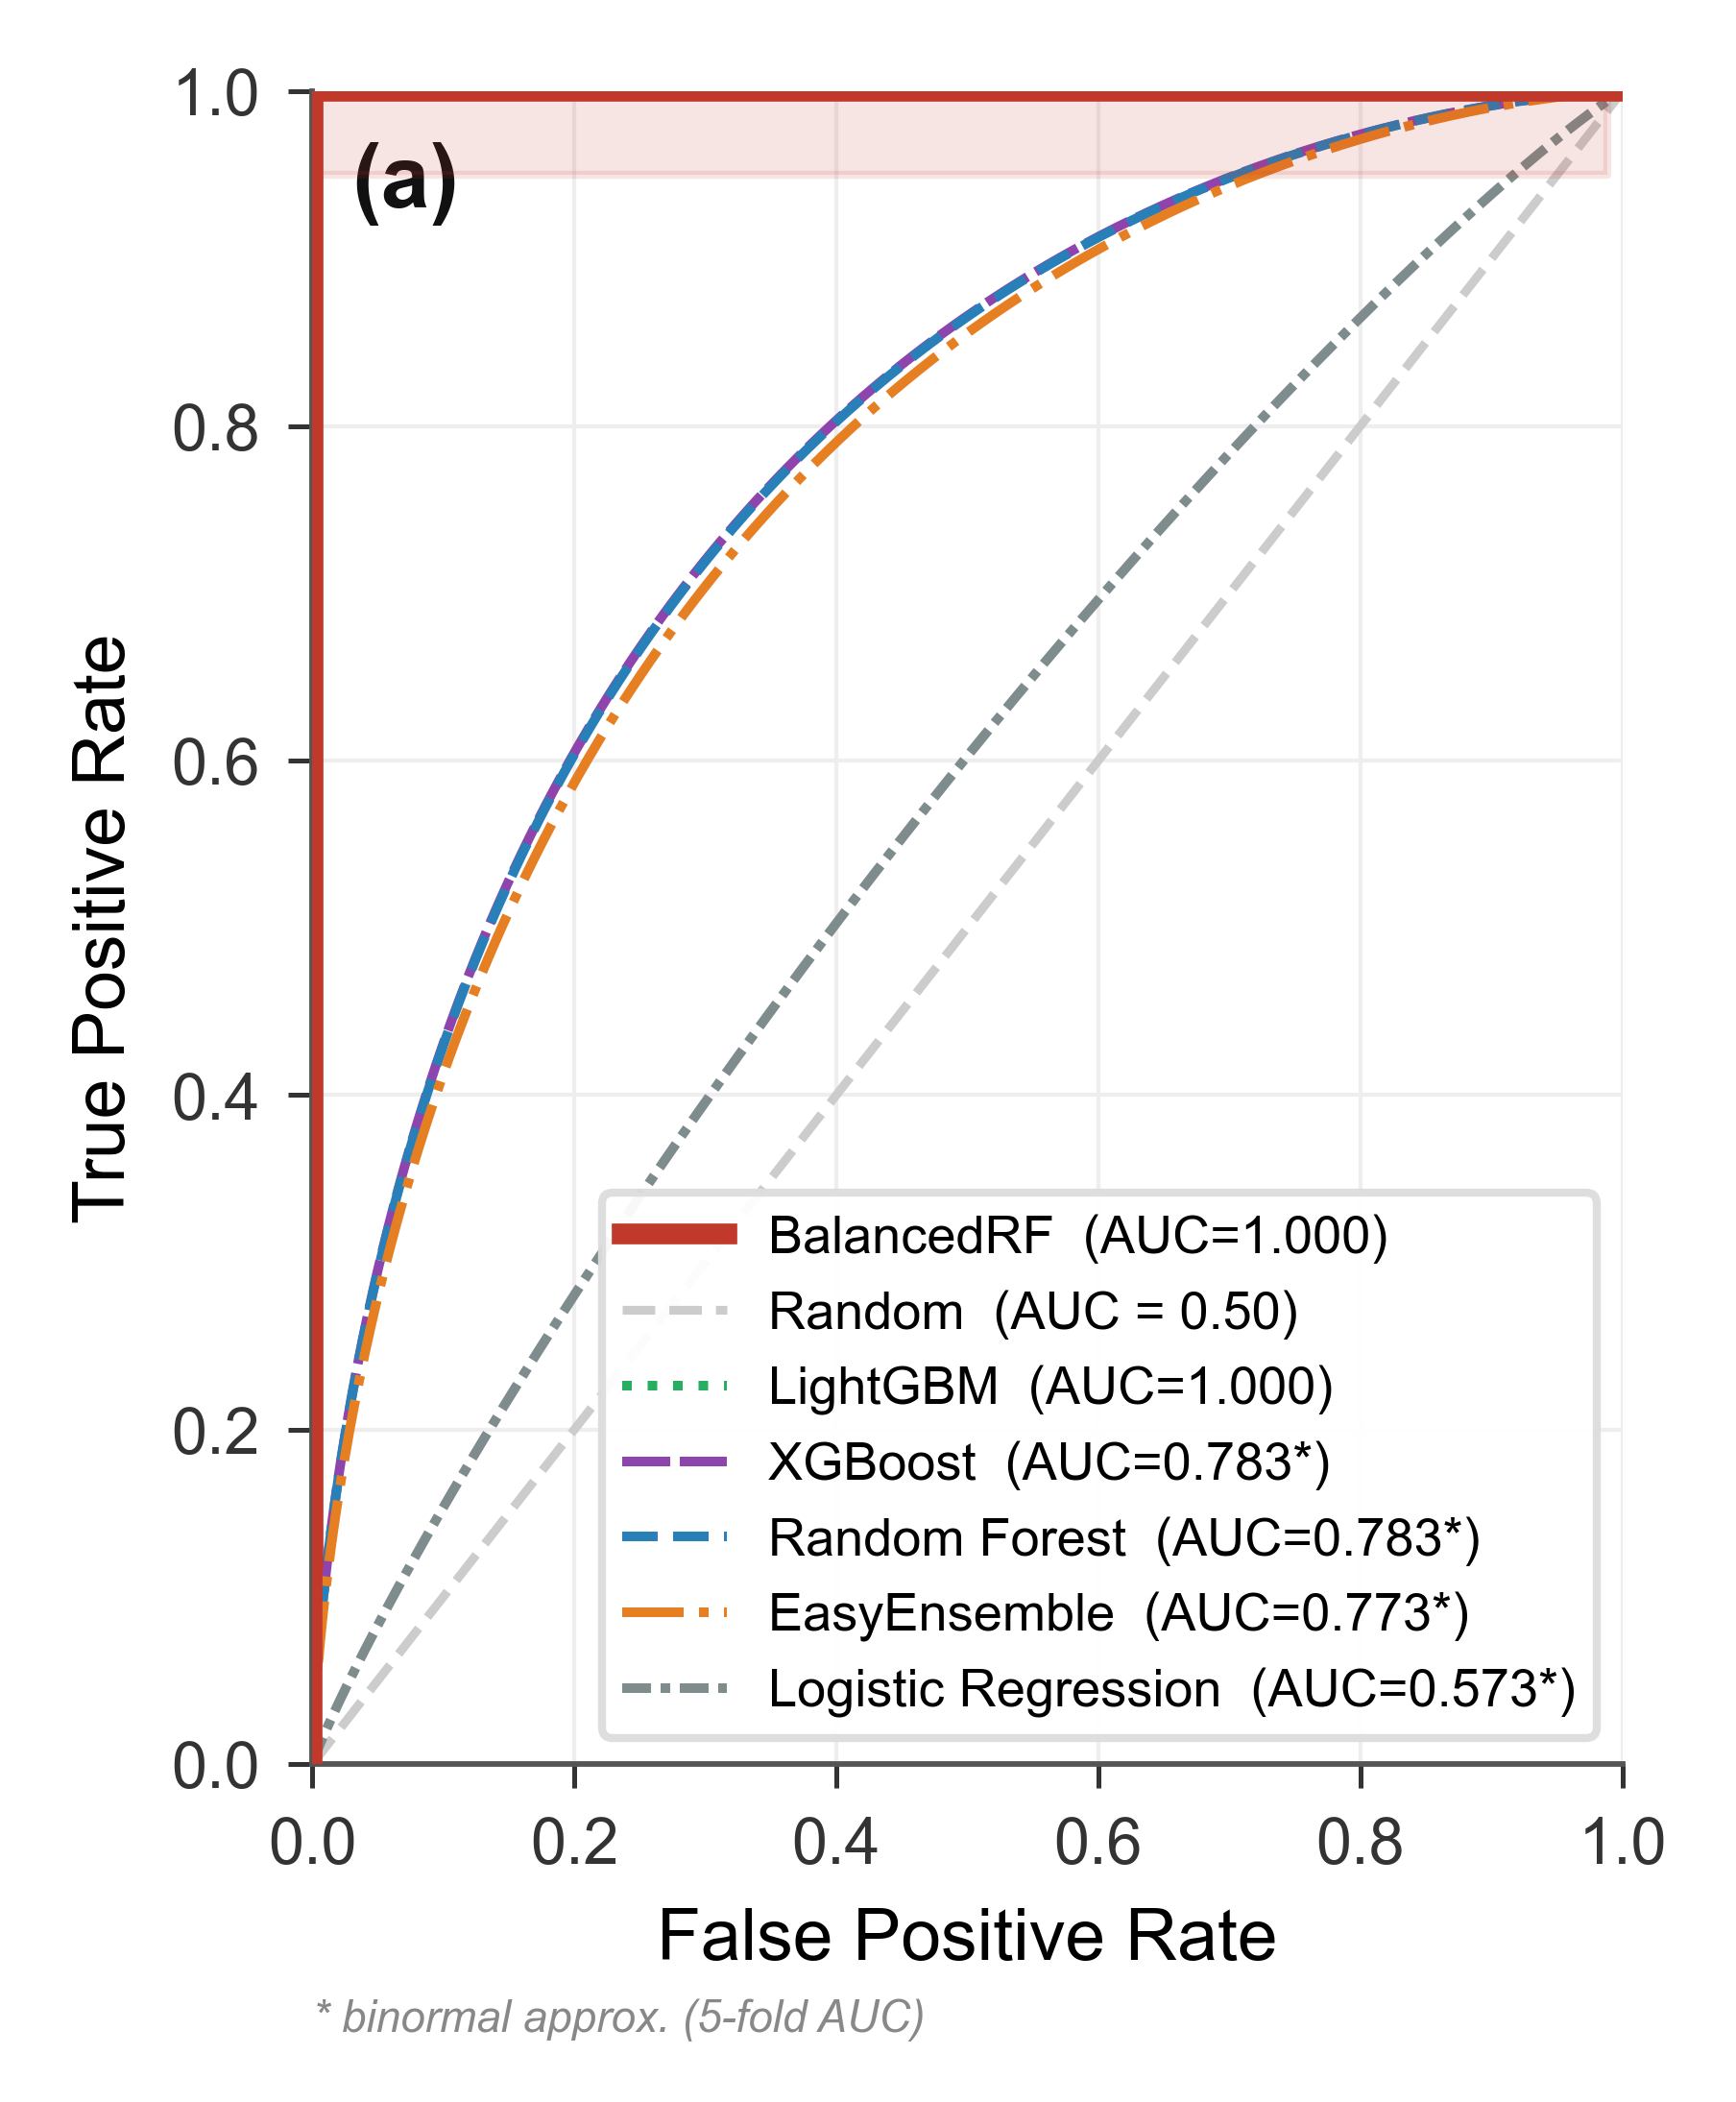 (a)
True Positive Rate
1.0
0.8
0.6
0.4
0.2
0.0
BalancedRF (AUC=1.000)
Random (AUC = 0.50)
LightGBM (AUC=1.000)
XGBoost (AUC=0.783*)
Random Forest (AUC=0.783*)
EasyEnsemble (AUC=0.773*)
Logistic Regression (AUC=0.573*)
0.0 0.2 0.4 0.6 0.8 1.0
False Positive Rate
* binormal approx. (5-fold AUC)